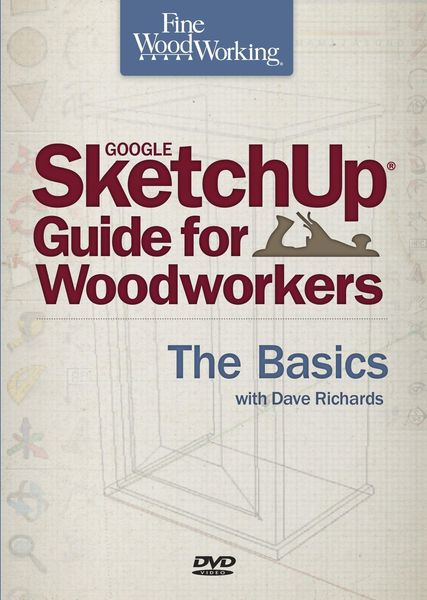 Fine
WoodWorking®
GOOGLE
SketchUp®
Guide for
Woodworkers
The Basics
with Dave Richards
DVD
VIDEO